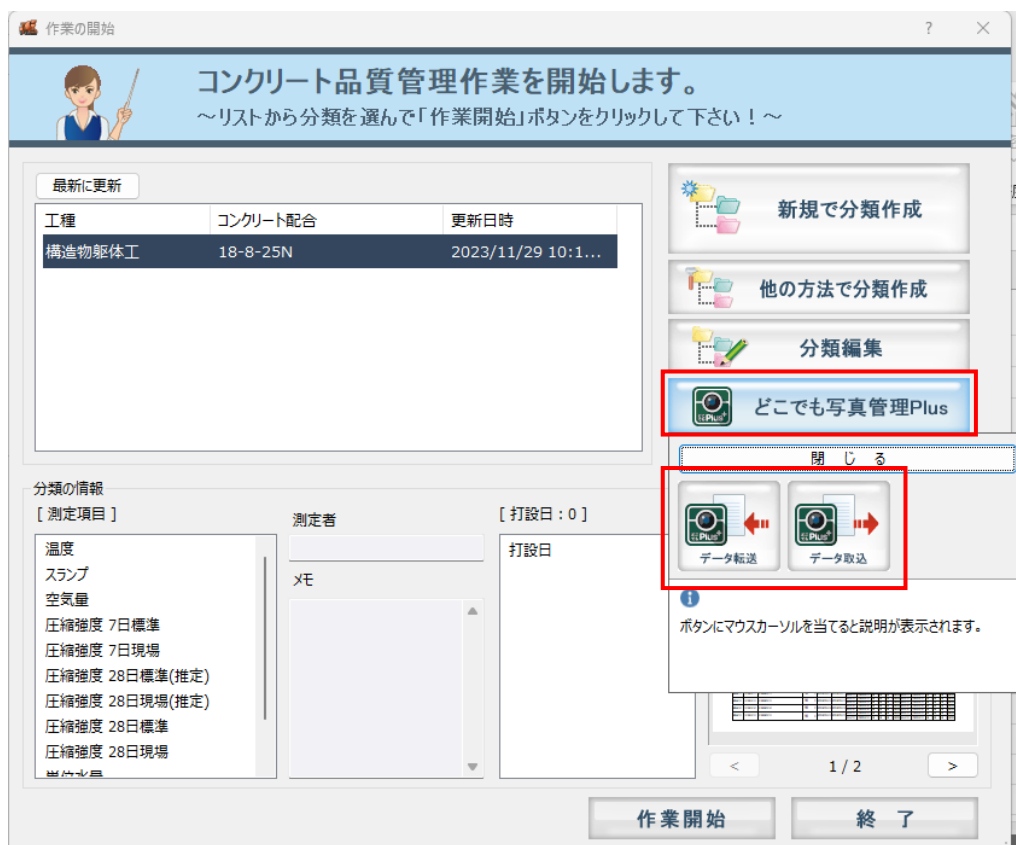 作業の開始
?
コンクリート品質管理作業を開始します。
～リストから分類を選んで「作業開始」ボタンをクリックして下さい！～
最新に更新
工種 コンクリート配合 更新日時
構造物躯体工 18-8-25N 2023/11/29 10:1...
新規で分類作成
他の方法で分類作成
分類編集
Plus+
どこでも写真管理Plus
閉 じ る
Plus+
データ転送
Plus+
データ取込
ボタンにマウスカーソルを当てると説明が表示されます。
分類の情報
[ 測定項目 ]
温度
スランプ
空気量
圧縮強度 7日標準
圧縮強度 7日現場
圧縮強度 28日標準(推定)
圧縮強度 28日現場(推定)
圧縮強度 28日標準
圧縮強度 28日現場
単位水量
測定者
メモ
[ 打設日：0 ]
打設日
< 1 / 2 >
作業開始
終 了